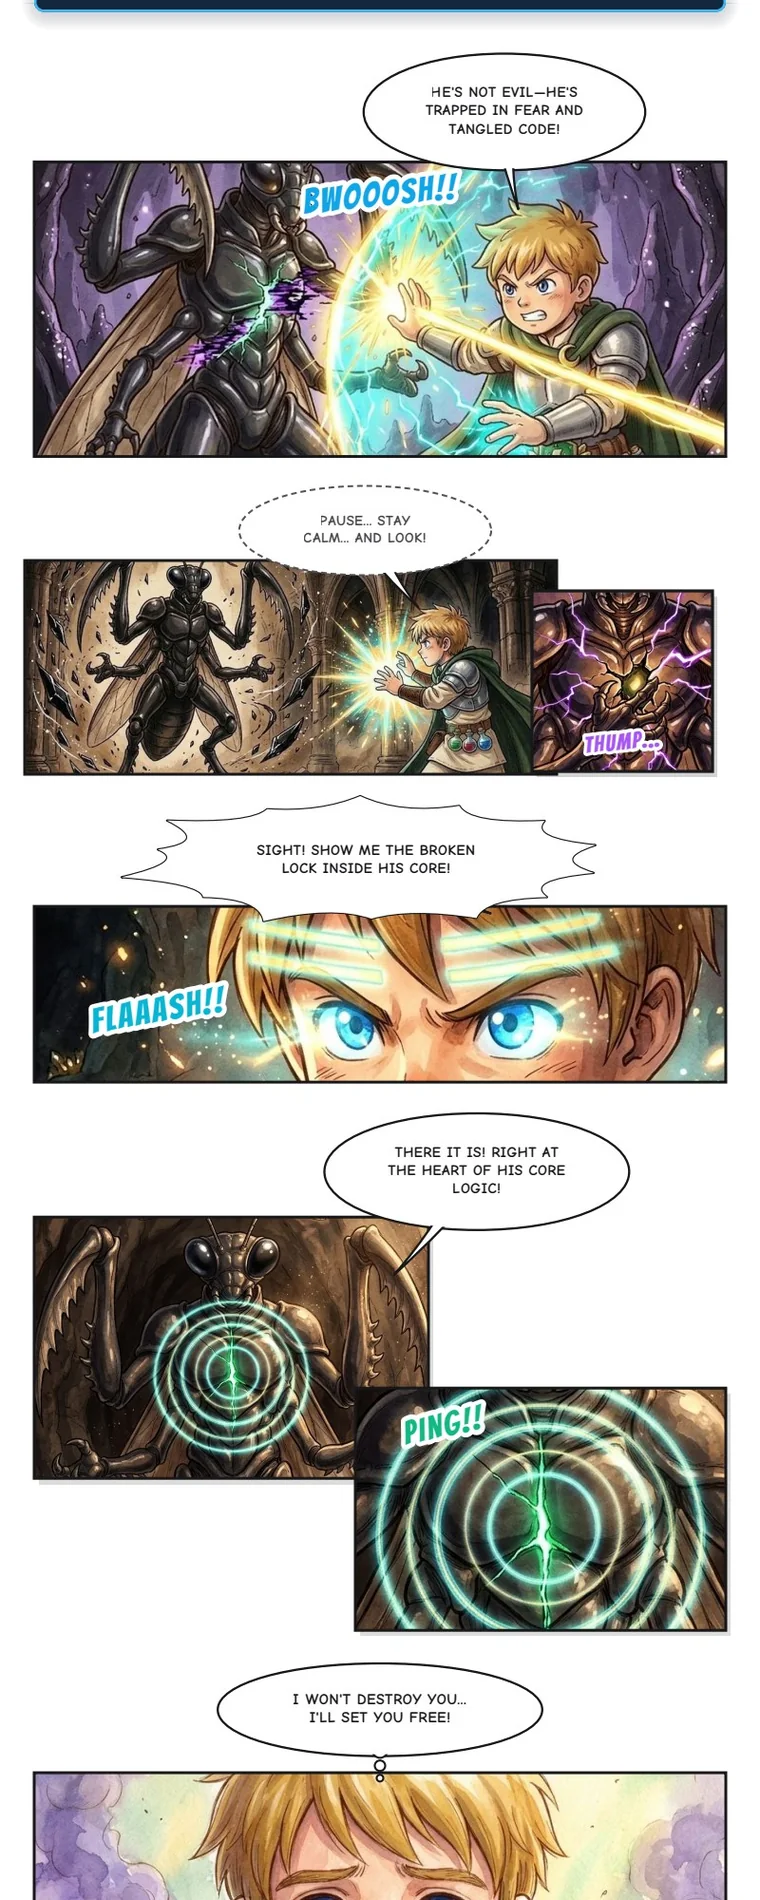 HE'S NOT EVIL—HE'S
TRAPPED IN FEAR AND
TANGLED CODE!
BWOOOSH!!
PAUSE... STAY
CALM... AND LOOK!
THUMP...
SIGHT! SHOW ME THE BROKEN
LOCK INSIDE HIS CORE!
FLAAASH!!
THERE IT IS! RIGHT AT
THE HEART OF HIS CORE
LOGIC!
PING!!
I WON'T DESTROY YOU...
I'LL SET YOU FREE!